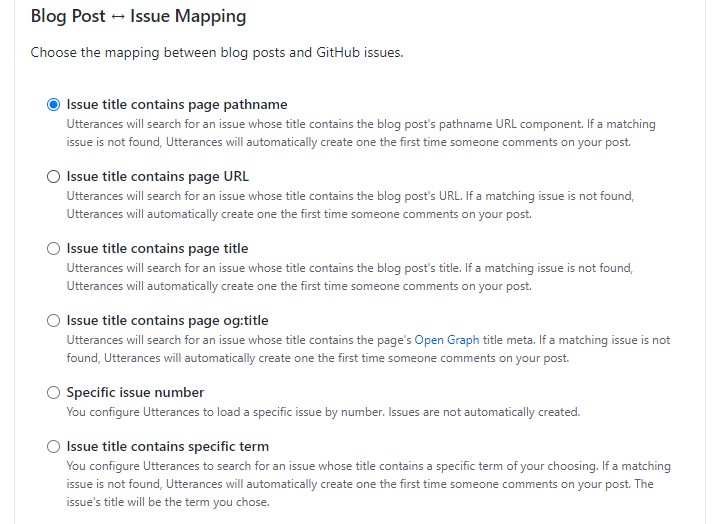 Blog Post ↔ Issue Mapping
Choose the mapping between blog posts and GitHub issues.
Issue title contains page pathname
Utterances will search for an issue whose title contains the blog post's pathname URL component. If a matching
issue is not found, Utterances will automatically create one the first time someone comments on your post.
Issue title contains page URL
Utterances will search for an issue whose title contains the blog post's URL. If a matching issue is not found,
Utterances will automatically create one the first time someone comments on your post.
Issue title contains page title
Utterances will search for an issue whose title contains the blog post's title. If a matching issue is not found,
Utterances will automatically create one the first time someone comments on your post.
Issue title contains page og:title
Utterances will search for an issue whose title contains the page's Open Graph title meta. If a matching issue is not
found, Utterances will automatically create one the first time someone comments on your post.
Specific issue number
You configure Utterances to load a specific issue by number. Issues are not automatically created.
Issue title contains specific term
You configure Utterances to search for an issue whose title contains a specific term of your choosing. If a matching
issue is not found, Utterances will automatically create one the first time someone comments on your post. The
issue's title will be the term you chose.